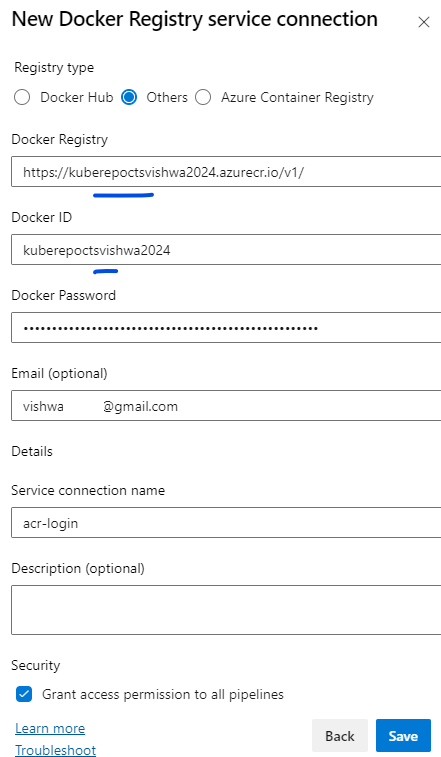 New Docker Registry service connection
Registry type
Docker Hub Others Azure Container Registry
Docker Registry
https://kuberepoctsvishwa2024.azurecr.io/v1/
Docker ID
kuberepoctsvishwa2024
Docker Password
••••••••••••••••••••••••••••••••••••••••••••••••••••
Email (optional)
vishwa @gmail.com
Details
Service connection name
acr-login
Description (optional)
Security
Grant access permission to all pipelines
Learn more
Back Save
Troubleshoot